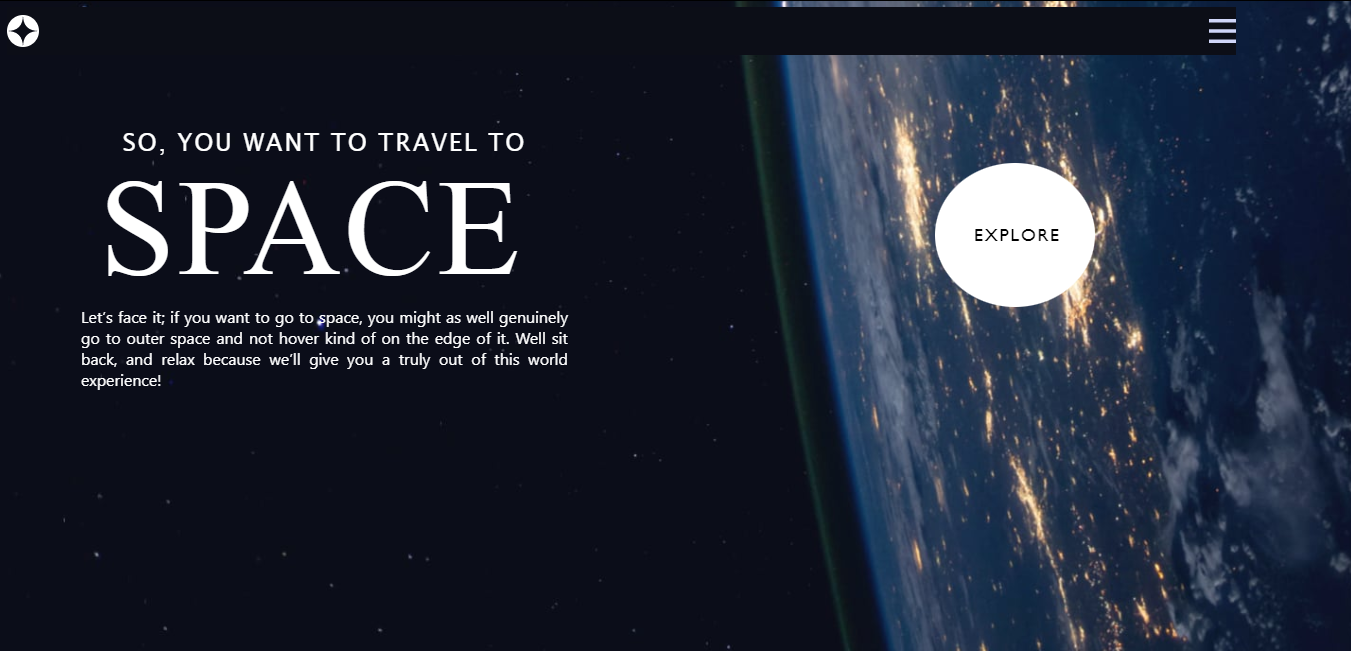 SO, YOU WANT TO TRAVEL TO
SPACE
Let’s face it; if you want to go to space, you might as well genuinely
go to outer space and not hover kind of on the edge of it. Well sit
back, and relax because we’ll give you a truly out of this world
experience!
EXPLORE